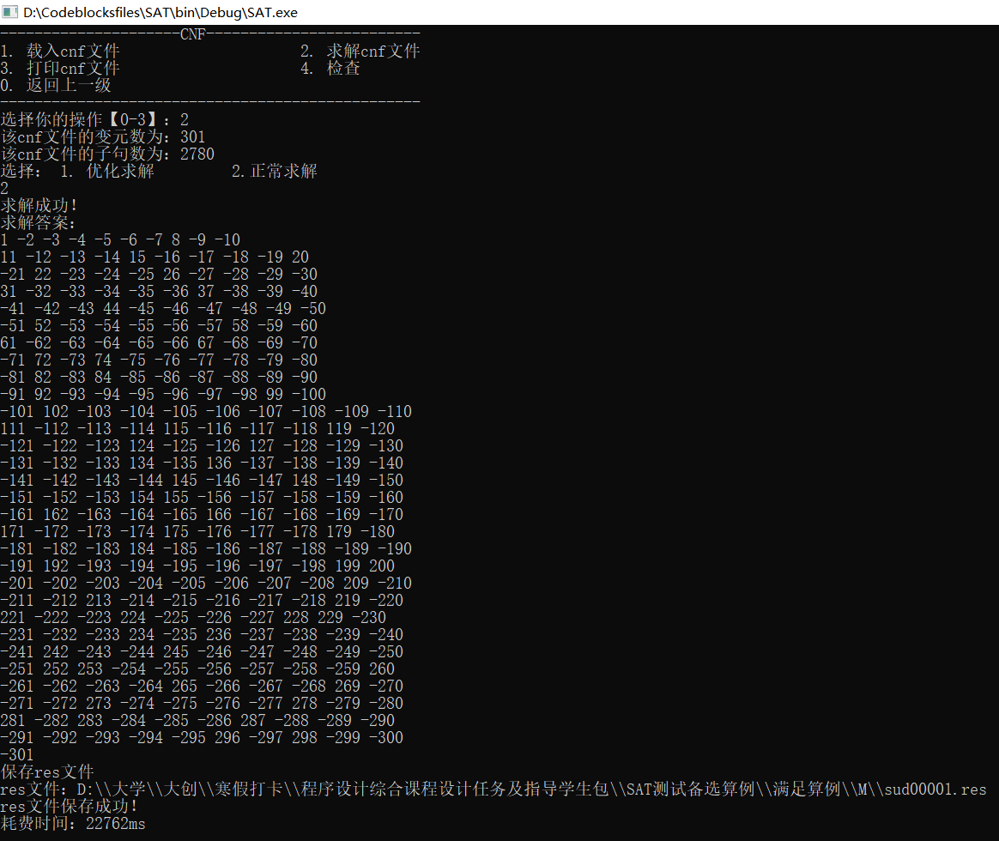 D:\Codeblocksfiles\SAT\bin\Debug\SAT.exe
---------------------CNF-------------------------
1. 载入cnf文件 2. 求解cnf文件
3. 打印cnf文件 4. 检查
0. 返回上一级
-------------------------------------------------
选择你的操作【0-3】：2
该cnf文件的变元数为：301
该cnf文件的子句数为：2780
选择： 1. 优化求解 2.正常求解
2
求解成功！
求解答案：
1 -2 -3 -4 -5 -6 -7 8 -9 -10
11 -12 -13 -14 15 -16 -17 -18 -19 20
-21 22 -23 -24 -25 26 -27 -28 -29 -30
31 -32 -33 -34 -35 -36 37 -38 -39 -40
-41 -42 -43 44 -45 -46 -47 -48 -49 -50
-51 52 -53 -54 -55 -56 -57 58 -59 -60
61 -62 -63 -64 -65 -66 67 -68 -69 -70
-71 72 -73 74 -75 -76 -77 -78 -79 -80
-81 82 -83 84 -85 -86 -87 -88 -89 -90
-91 92 -93 -94 -95 -96 -97 -98 99 -100
-101 102 -103 -104 -105 -106 -107 -108 -109 -110
111 -112 -113 -114 115 -116 -117 -118 119 -120
-121 -122 -123 124 -125 -126 127 -128 -129 -130
-131 -132 -133 134 -135 136 -137 -138 -139 -140
-141 -142 -143 -144 145 -146 -147 148 -149 -150
-151 -152 -153 154 155 -156 -157 -158 -159 -160
-161 162 -163 -164 -165 166 -167 -168 -169 -170
171 -172 -173 -174 175 -176 -177 -178 179 -180
-181 -182 -183 184 -185 -186 -187 -188 -189 -190
-191 192 -193 -194 -195 -196 -197 -198 199 200
-201 -202 -203 -204 -205 -206 -207 -208 209 -210
-211 -212 213 -214 -215 -216 -217 -218 219 -220
221 -222 -223 224 -225 -226 -227 228 229 -230
-231 -232 -233 234 -235 236 -237 -238 -239 -240
-241 242 -243 -244 245 -246 -247 -248 -249 -250
-251 252 253 -254 -255 -256 -257 -258 -259 260
-261 -262 -263 -264 265 -266 -267 -268 269 -270
-271 -272 273 -274 -275 -276 -277 278 -279 -280
281 -282 283 -284 -285 -286 287 -288 -289 -290
-291 -292 -293 -294 -295 296 -297 298 -299 -300
-301
保存res文件
res文件：D:\\大学\\大创\\寒假打卡\\程序设计综合课程设计任务及指导学生包\\SAT测试备选算例\\满足算例\\M\\sud00001.res
res文件保存成功！
耗费时间：22762ms